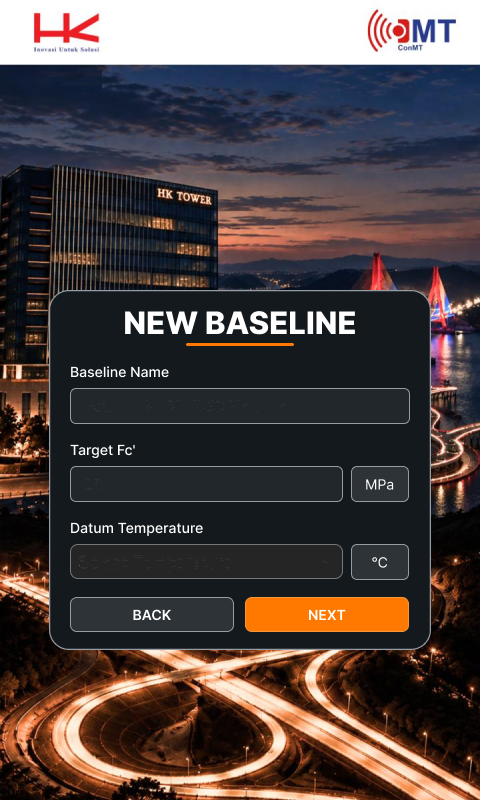 HK
Inovasi Untuk Solusi
MT
ConMT
HK TOWER
NEW BASELINE
Baseline Name
Target Fc'
MPa
Datum Temperature
°C
BACK
NEXT